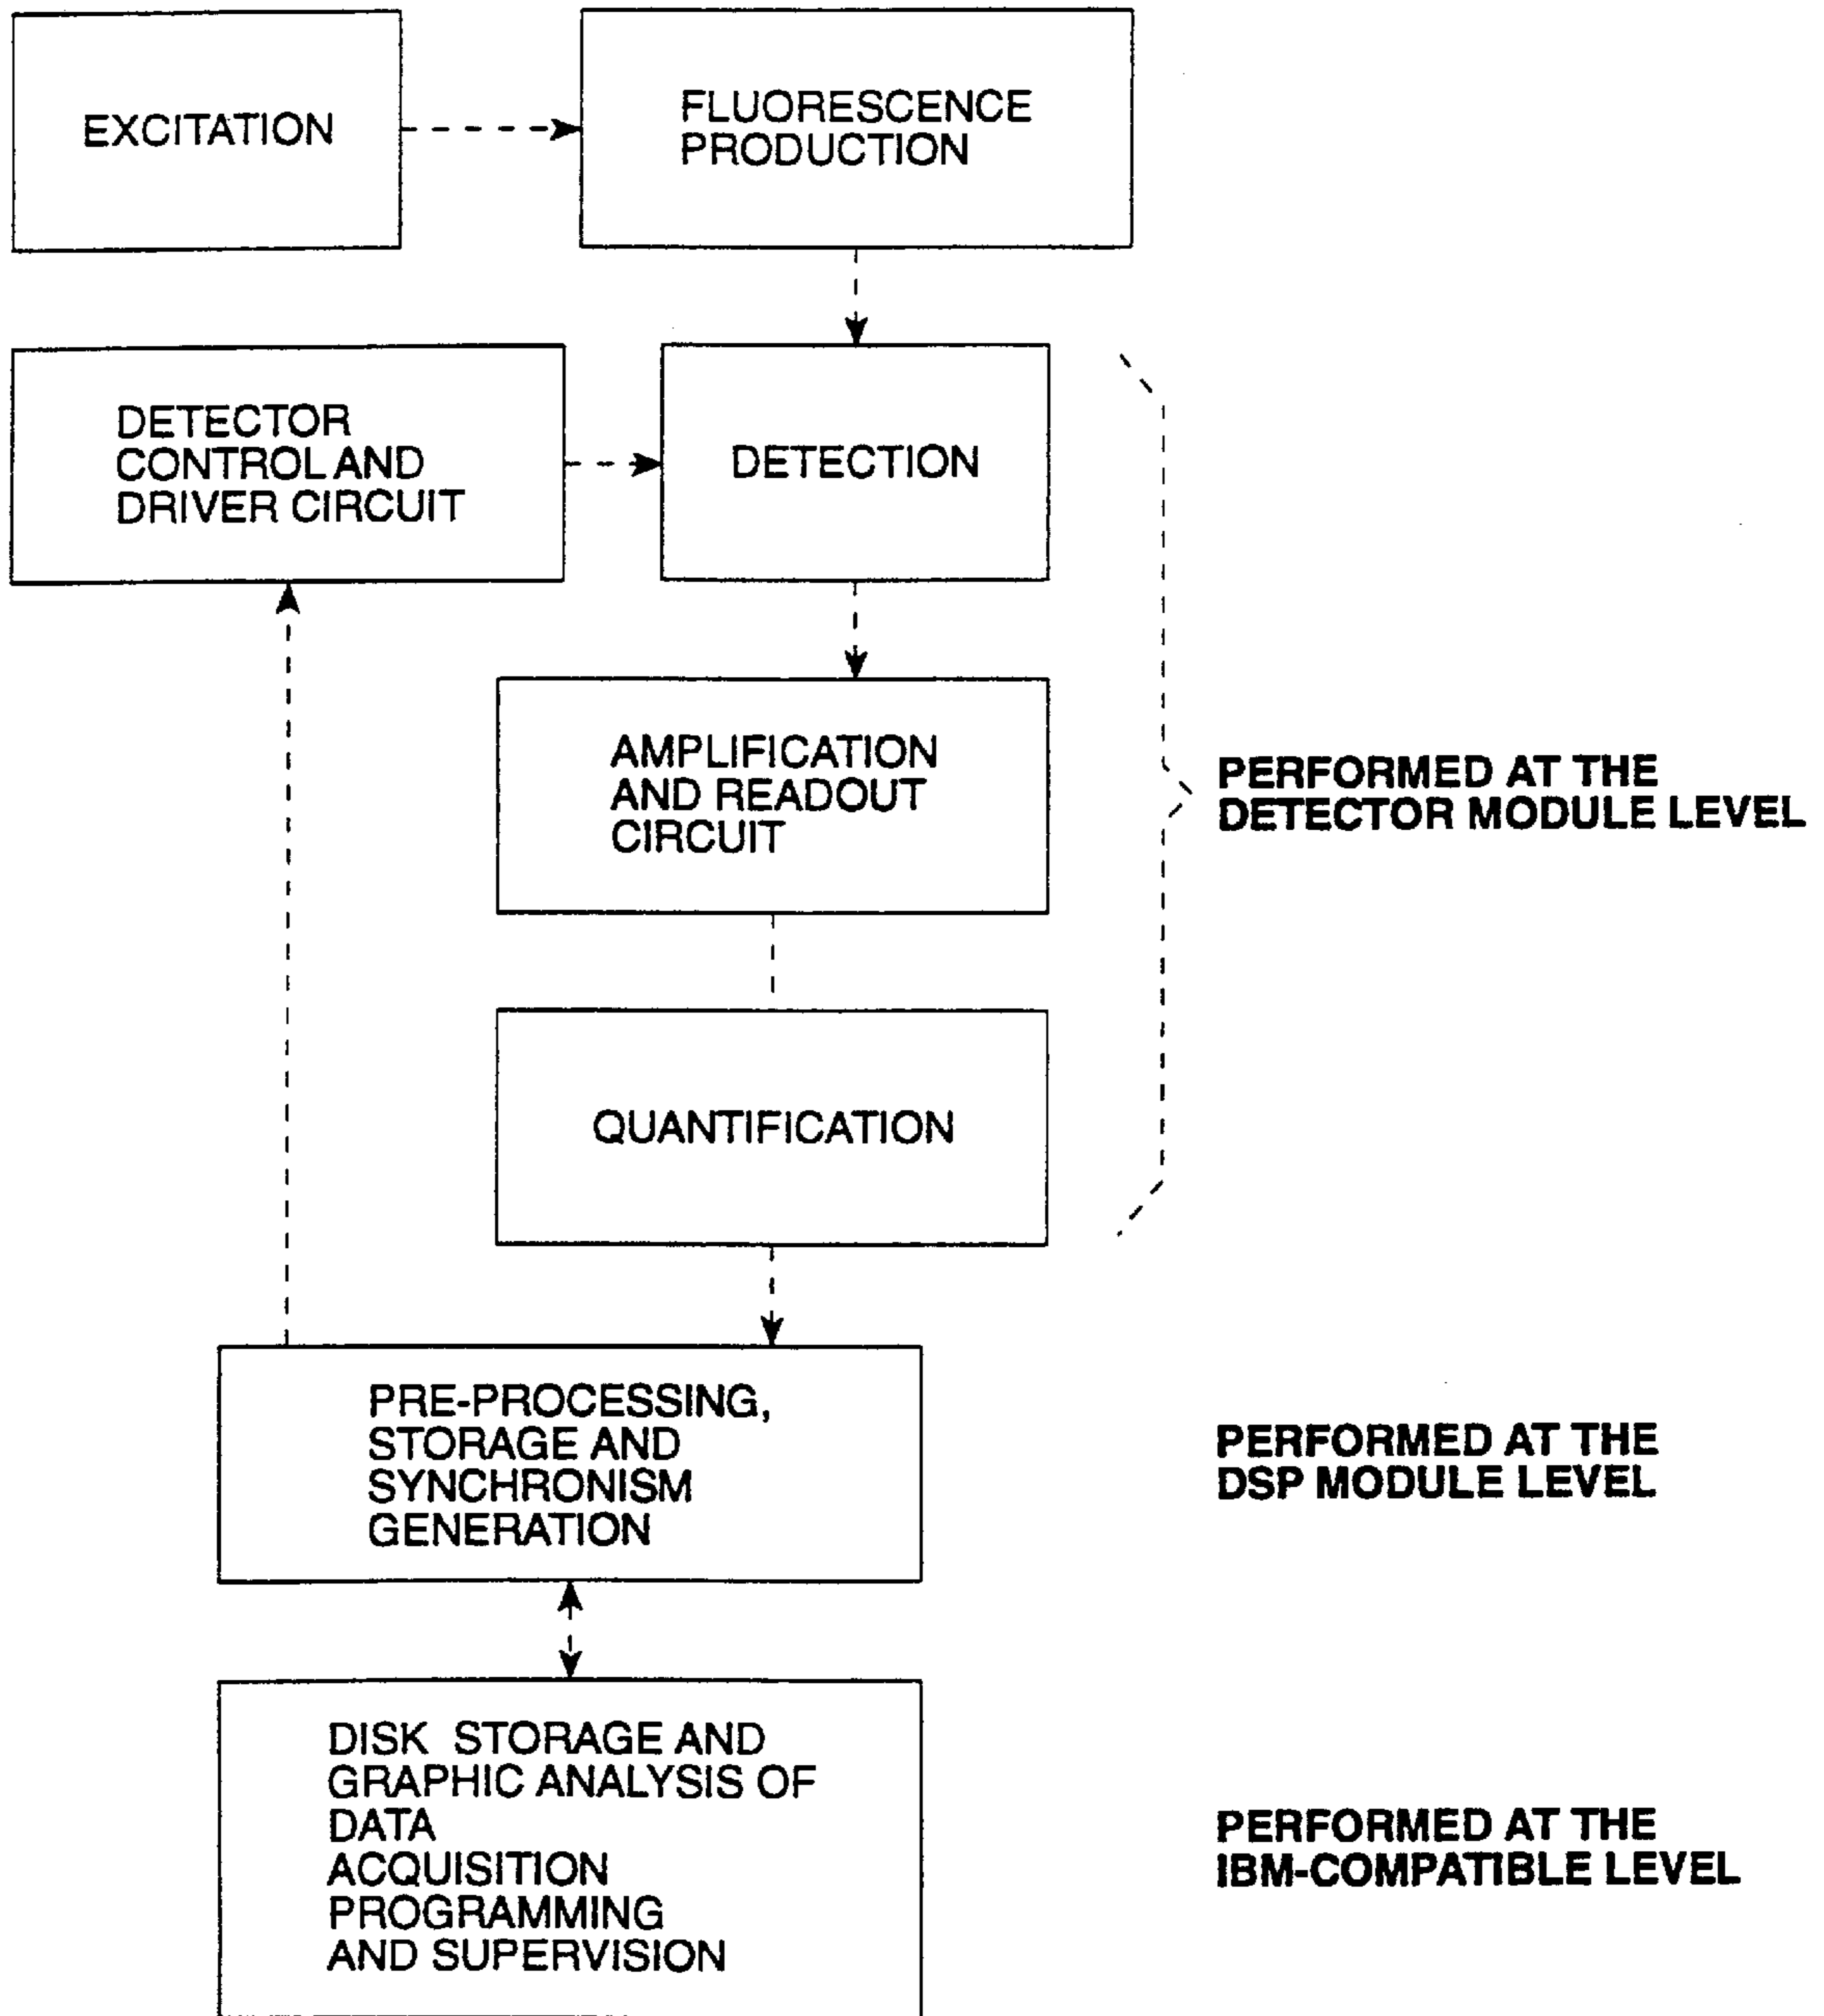 EXCITATION
FLUORESCENCE
PRODUCTION
DETECTOR
CONTROL AND
DRIVER CIRCUIT
DETECTION
AMPLIFICATION
AND READOUT
CIRCUIT
PERFORMED AT THE
DETECTOR MODULE LEVEL
QUANTIFICATION
PRE-PROCESSING,
STORAGE AND
SYNCHRONISM
GENERATION
PERFORMED AT THE
DSP MODULE LEVEL
DISK STORAGE AND
GRAPHIC ANALYSIS OF
DATA
ACQUISITION
PROGRAMMING
AND SUPERVISION
PERFORMED AT THE
IBM-COMPATIBLE LEVEL